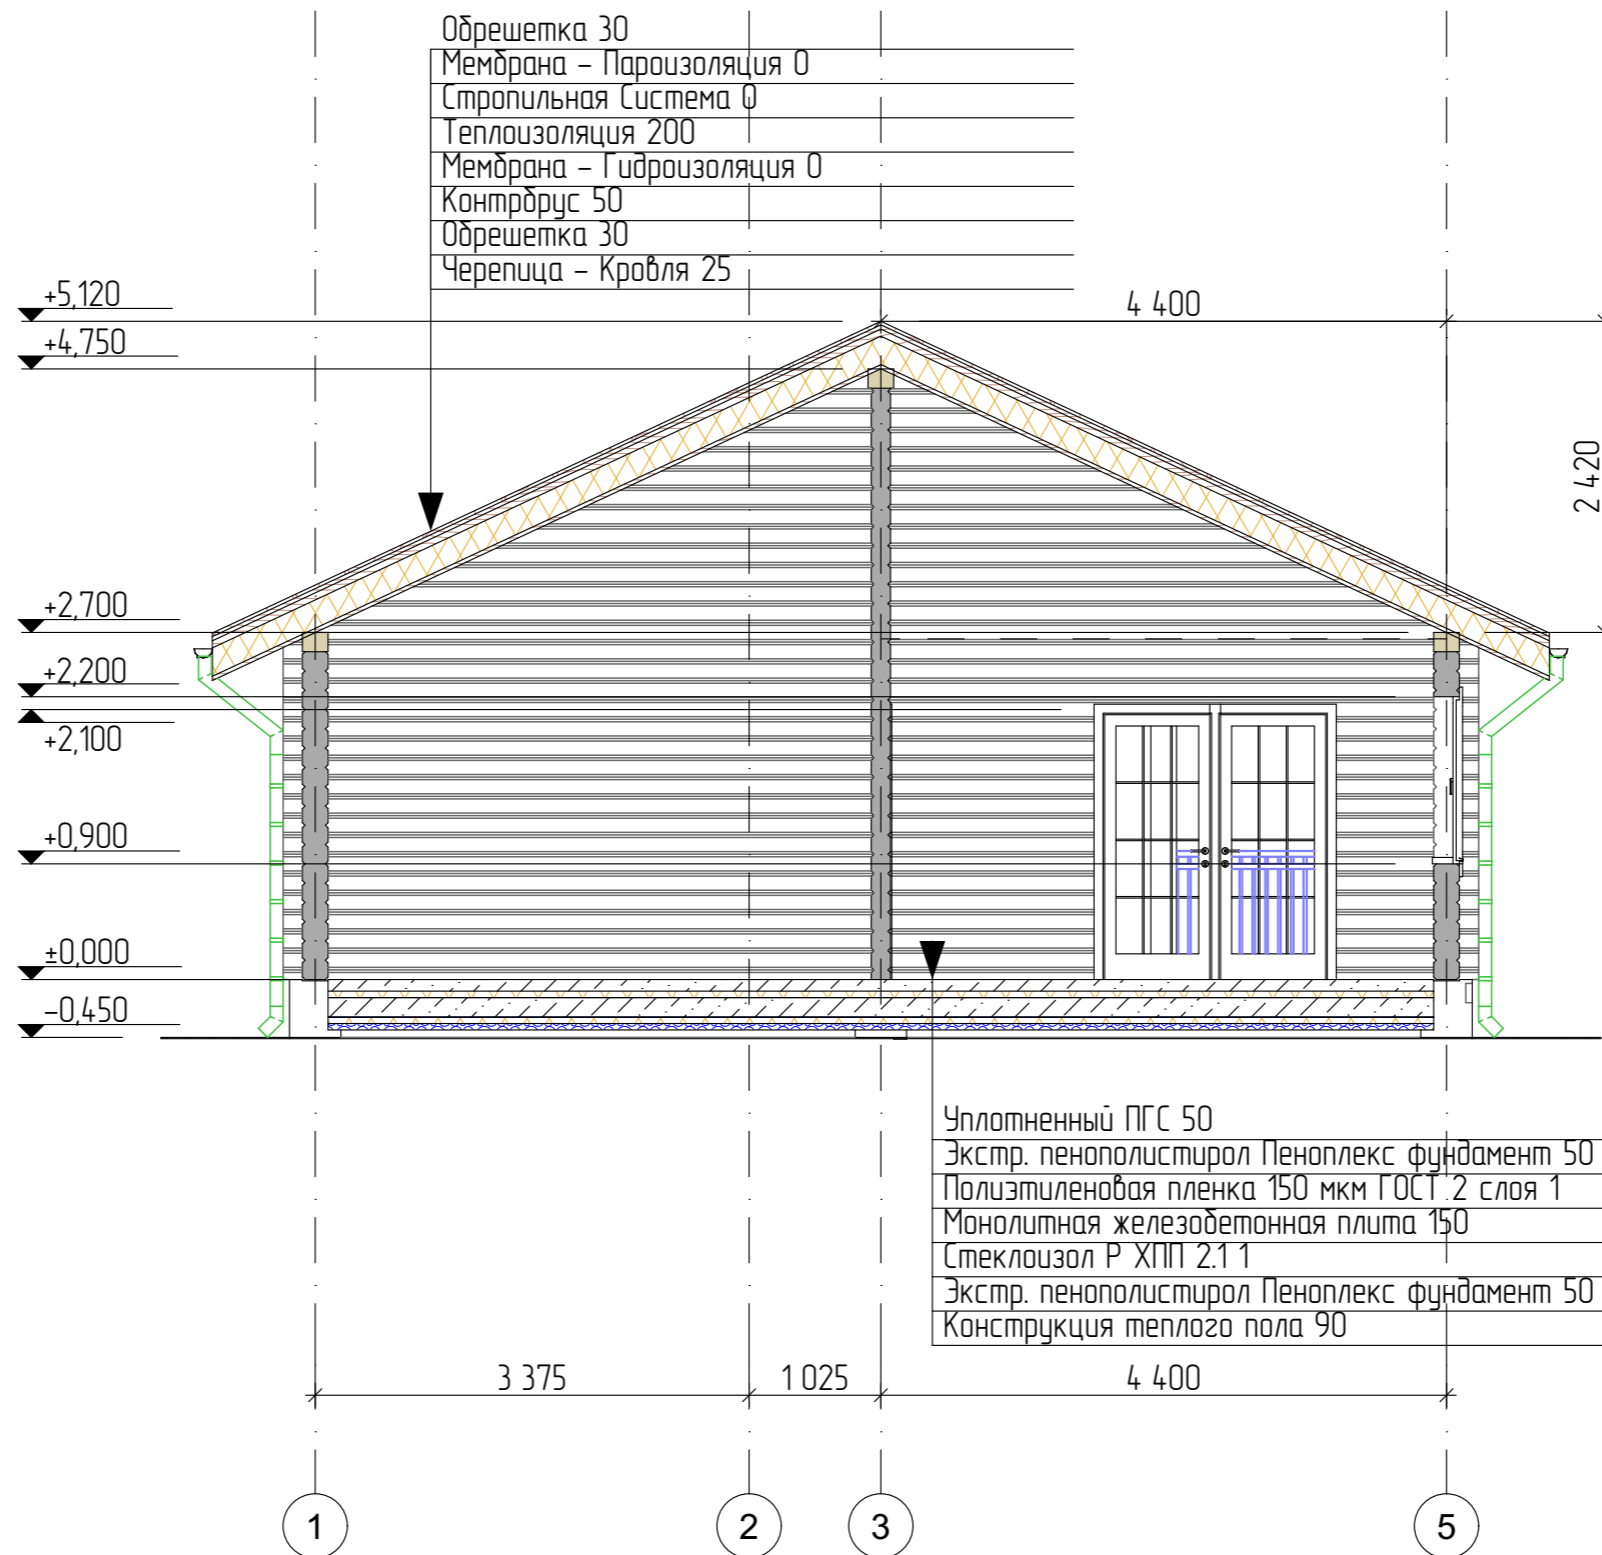 Обрешетка 30
Мембрана – Пароизоляция 0
Стропильная Система 0
Теплоизоляция 200
Мембрана – Гидроизоляция 0
Контрбрус 50
Обрешетка 30
Черепица – Кровля 25
+5,120
4 400
+4,750
2 420
+2,700
+2,200
+2,100
+0,900
±0,000
–0,450
Уплотненный ПГС 50
Экстр. пенополистирол Пеноплекс фундамент 50
Полиэтиленовая пленка 150 мкм ГОСТ 2 слоя 1
Монолитная железобетонная плита 150
Стеклоизол Р ХПП 2.1 1
Экстр. пенополистирол Пеноплекс фундамент 50
Конструкция теплого пола 90
3 375
1 025
4 400
1
2
3
5